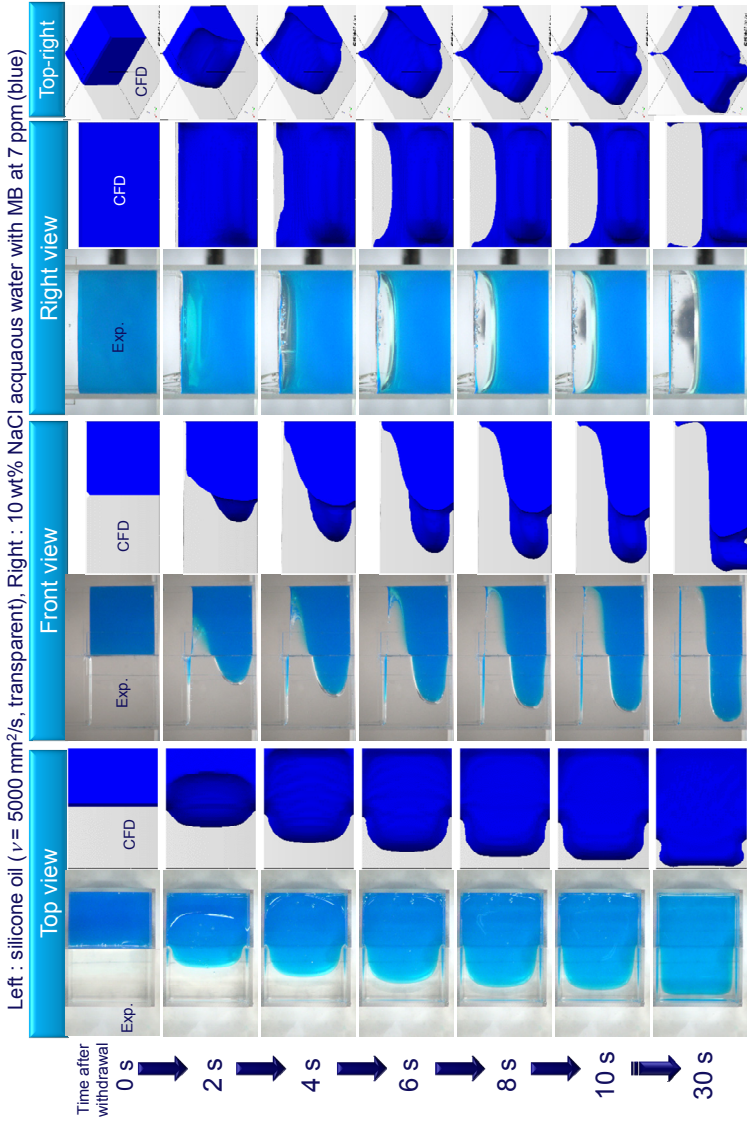 Left : silicone oil (ν = 5000 mm²/s, transparent), Right : 10 wt% NaCl acquaous water with MB at 7 ppm (blue)
Top view
Front view
Right view
Top-right
Time after
withdrawal
0 s
Exp.
CFD
Exp.
CFD
Exp.
CFD
CFD
2 s
4 s
6 s
8 s
10 s
30 s